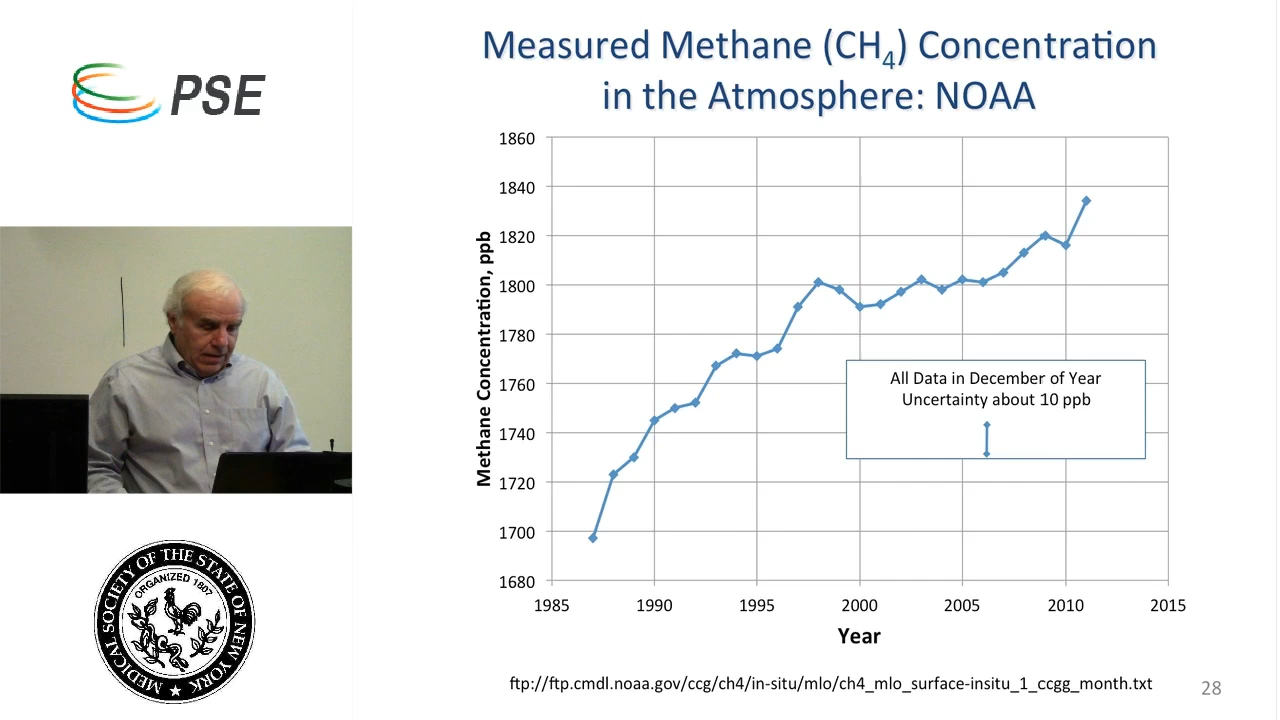 PSE
MEDICAL SOCIETY OF THE STATE OF NEW YORK
ORGANIZED 1807
Measured Methane (CH4) Concentration
in the Atmosphere: NOAA
Methane Concentration, ppb
1860
1840
1820
1800
1780
1760
1740
1720
1700
1680
All Data in December of Year
Uncertainty about 10 ppb
1985 1990 1995 2000 2005 2010 2015
Year
ftp://ftp.cmdl.noaa.gov/ccg/ch4/in-situ/mlo/ch4_mlo_surface-insitu_1_ccgg_month.txt
28